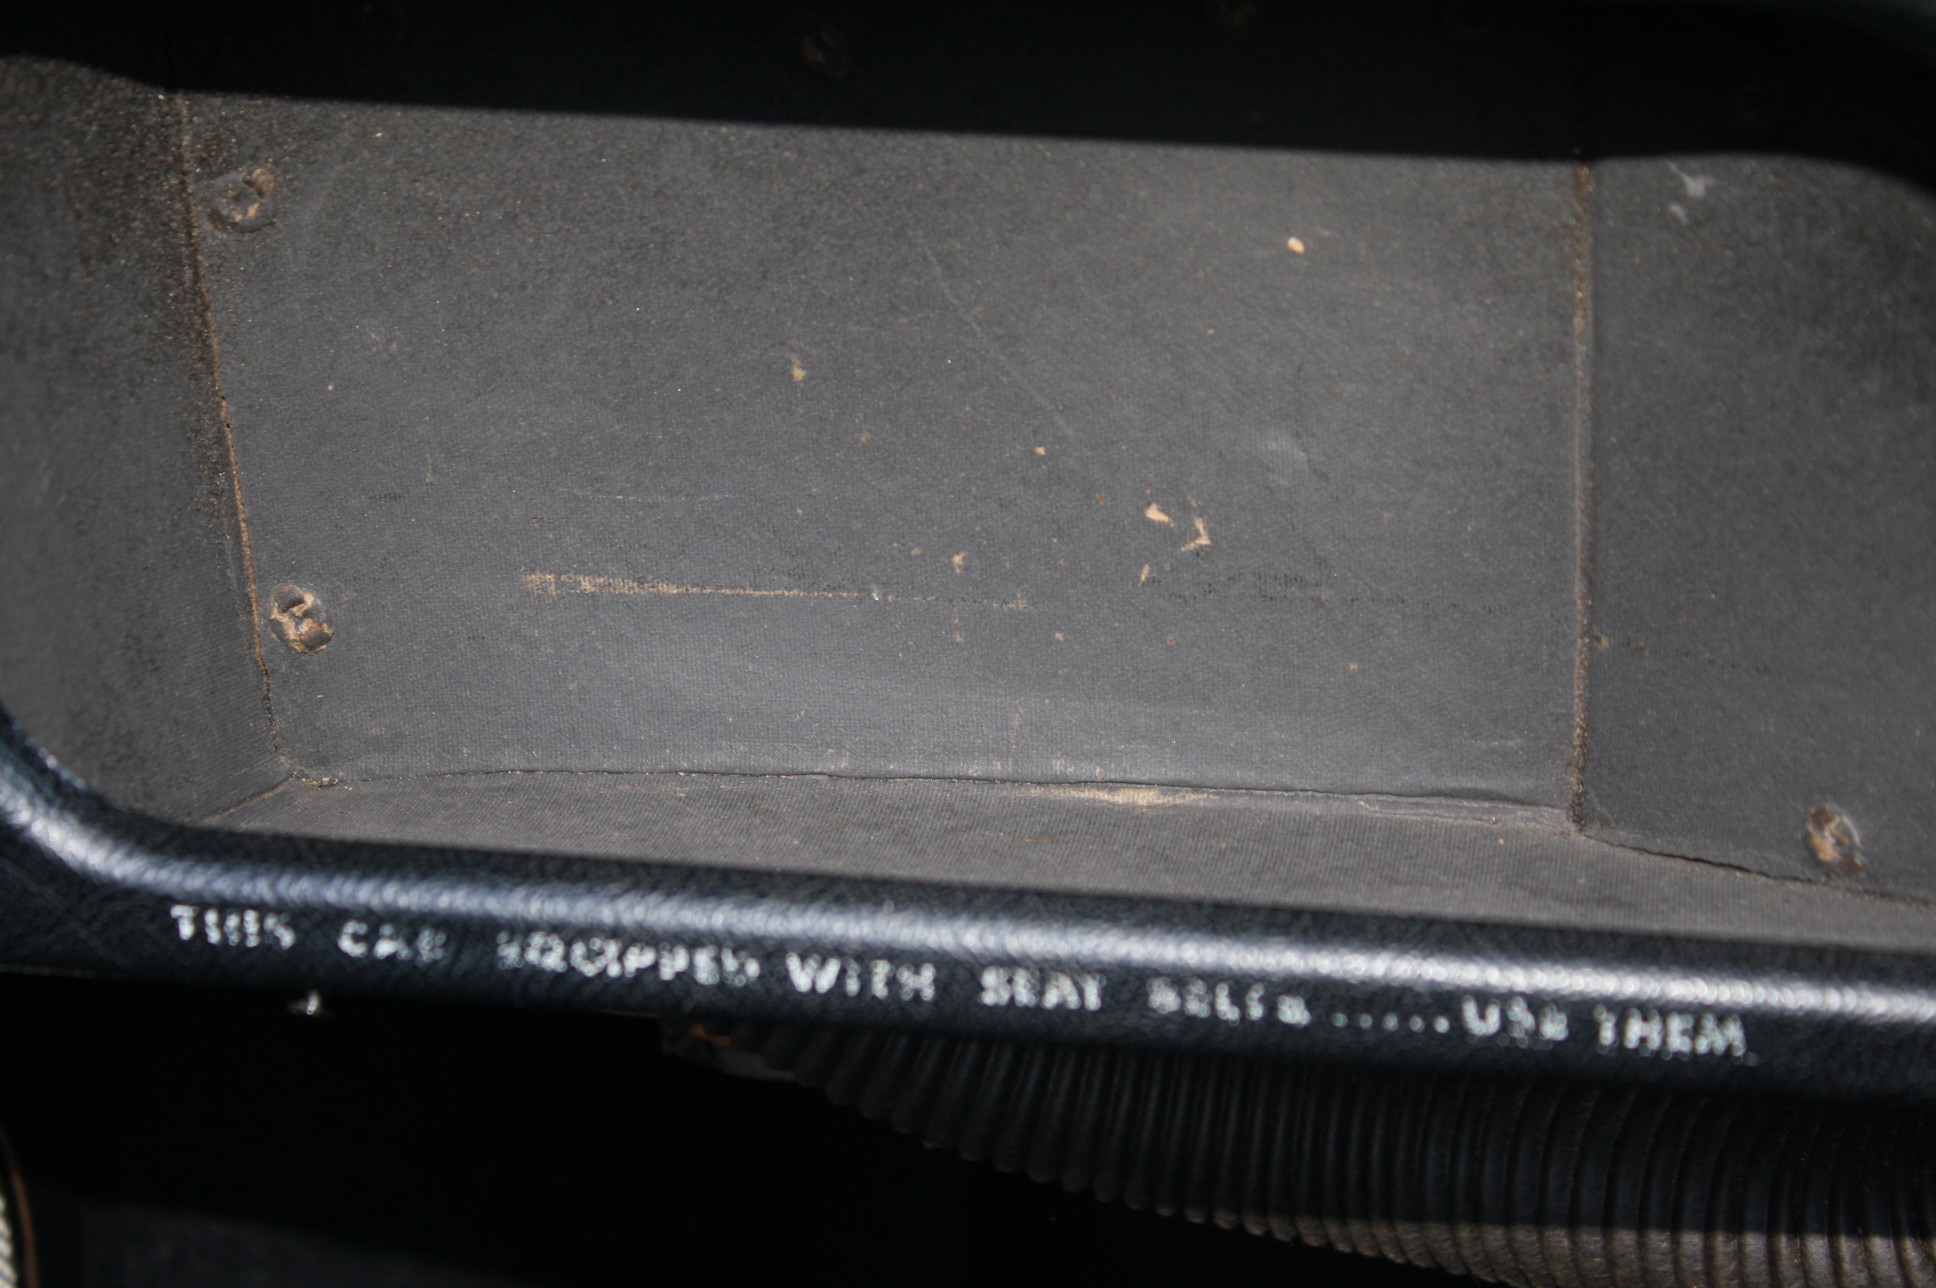 THIS CAR EQUIPPED WITH SEAT BELTS ..... USE THEM